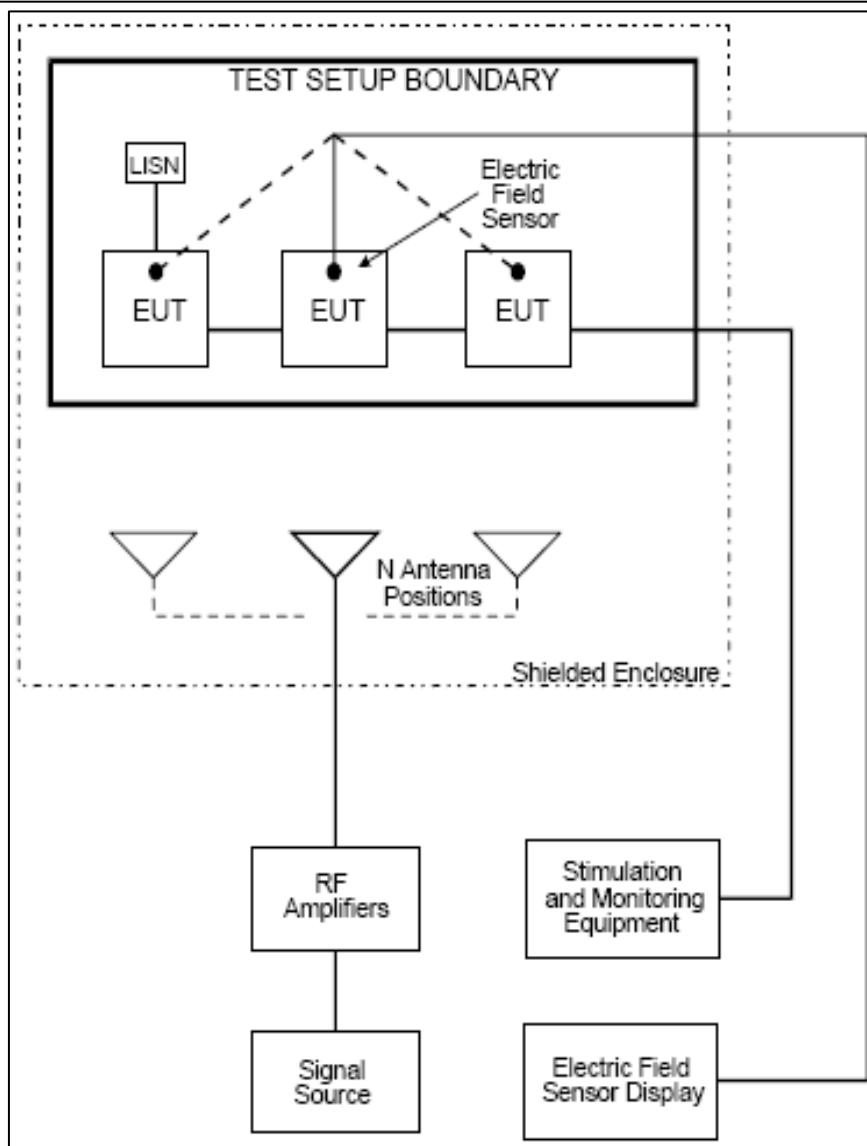 TEST SETUP BOUNDARY
LISN
Electric
Field
Sensor
EUT
EUT
EUT
N Antenna
Positions
Shielded Enclosure
RF
Amplifiers
Stimulation
and Monitoring
Equipment
Signal
Source
Electric Field
Sensor Display